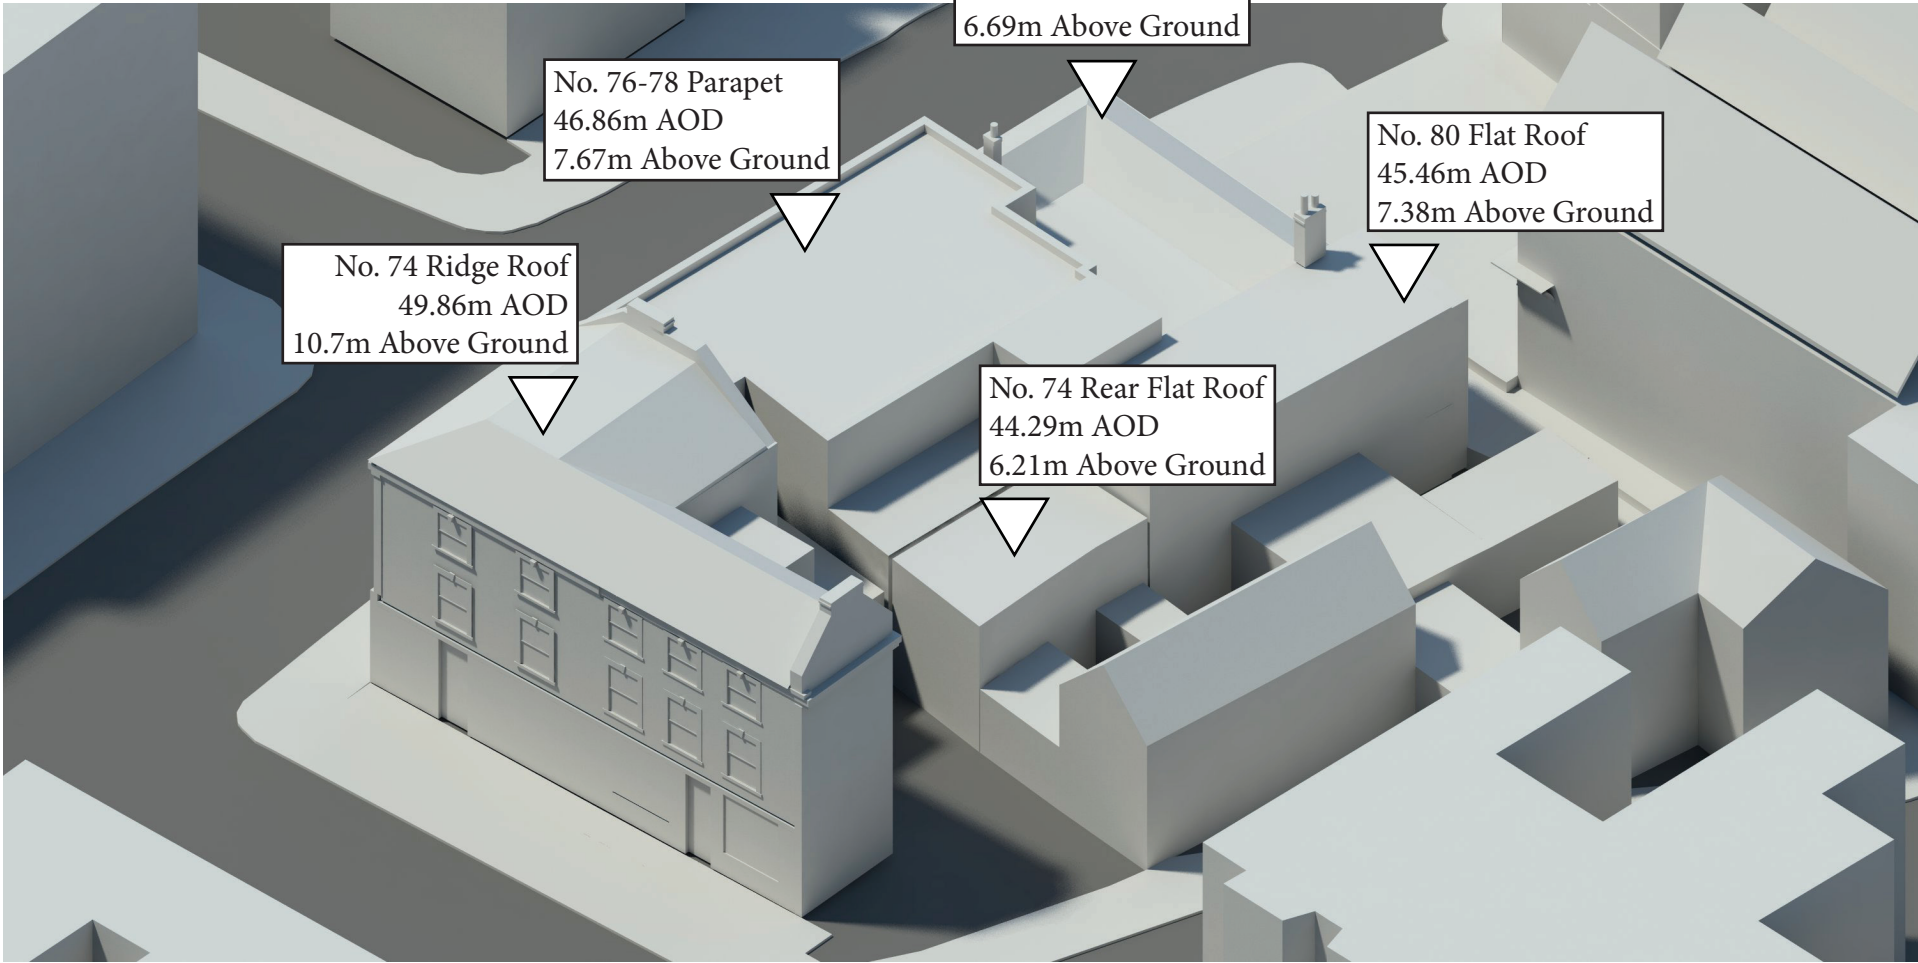 6.69m Above Ground
No. 76-78 Parapet
46.86m AOD
7.67m Above Ground
No. 80 Flat Roof
45.46m AOD
7.38m Above Ground
No. 74 Ridge Roof
49.86m AOD
10.7m Above Ground
No. 74 Rear Flat Roof
44.29m AOD
6.21m Above Ground